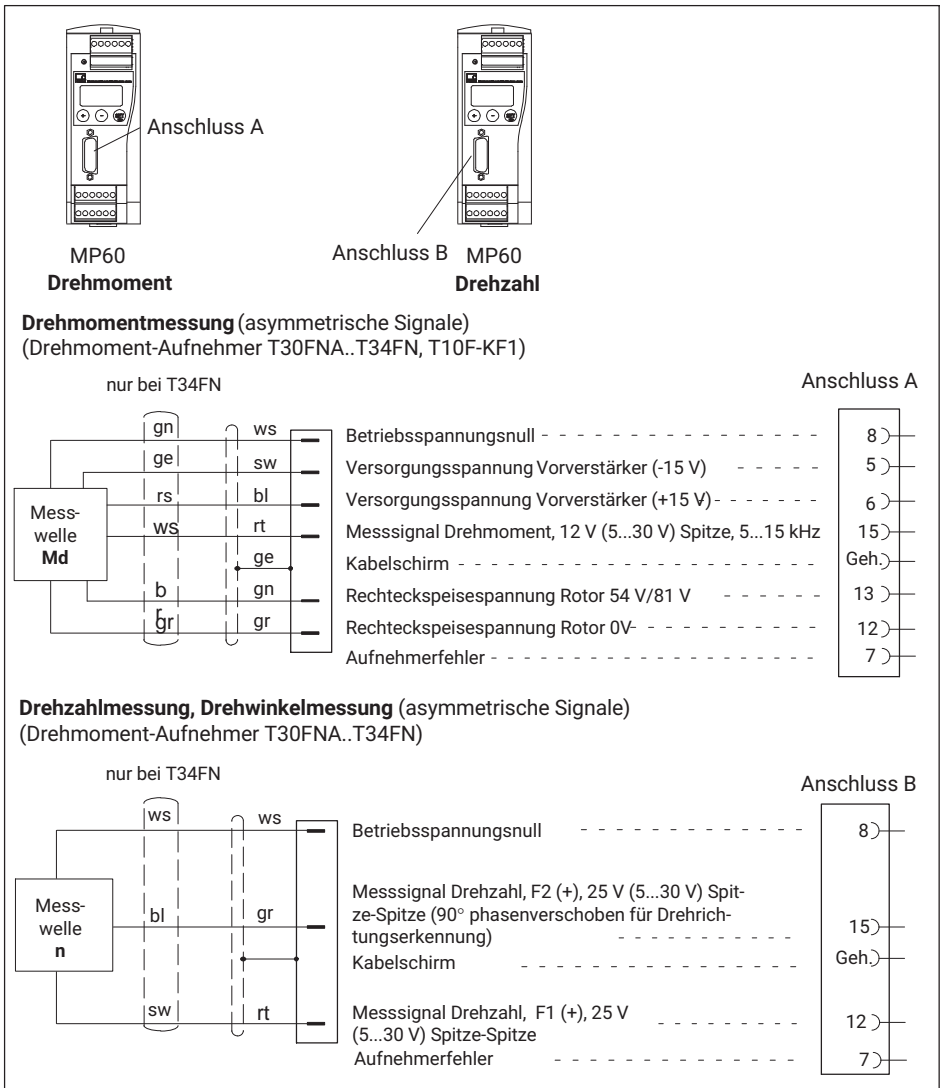 Anschluss A
Anschluss B
MP60
Drehmoment
MP60
Drehzahl
Drehmomentmessung (asymmetrische Signale)
(Drehmoment-Aufnehmer T30FNA..T34FN, T10F-KF1)
nur bei T34FN
Anschluss A
gn ws Betriebsspannungsnull 8
ge sw Versorgungsspannung Vorverstärker (-15 V) 5
rs bl Versorgungsspannung Vorverstärker (+15 V) 6
Mess-
welle
Md
ws rt Messsignal Drehmoment, 12 V (5...30 V) Spitze, 5...15 kHz 15
ge Kabelschirm Geh.
b
r
gn Rechteckspeisespannung Rotor 54 V/81 V 13
gr gr Rechteckspeisespannung Rotor 0V 12
Aufnehmerfehler 7
Drehzahlmessung, Drehwinkelmessung (asymmetrische Signale)
(Drehmoment-Aufnehmer T30FNA..T34FN)
nur bei T34FN
Anschluss B
ws ws Betriebsspannungsnull 8
Mess-
welle
n
bl gr
Messsignal Drehzahl, F2 (+), 25 V (5...30 V) Spit-
ze-Spitze (90° phasenverschoben für Drehrich-
tungserkennung) 15
Kabelschirm Geh.
sw rt Messsignal Drehzahl, F1 (+), 25 V
(5...30 V) Spitze-Spitze 12
Aufnehmerfehler 7